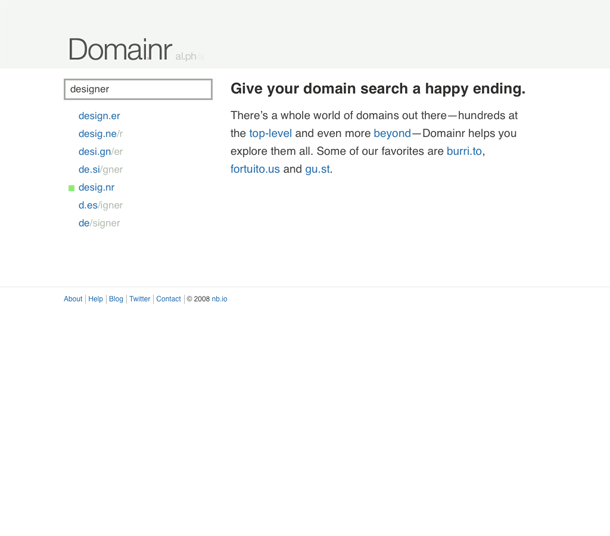 Domainr alpha
designer
Give your domain search a happy ending.
design.er
desig.ne/r
desi.gn/er
de.si/gner
desig.nr
d.es/igner
de/signer
There's a whole world of domains out there—hundreds at
the top-level and even more beyond—Domainr helps you
explore them all. Some of our favorites are burri.to,
fortuito.us and gu.st.
About Help Blog Twitter Contact © 2008 nb.io